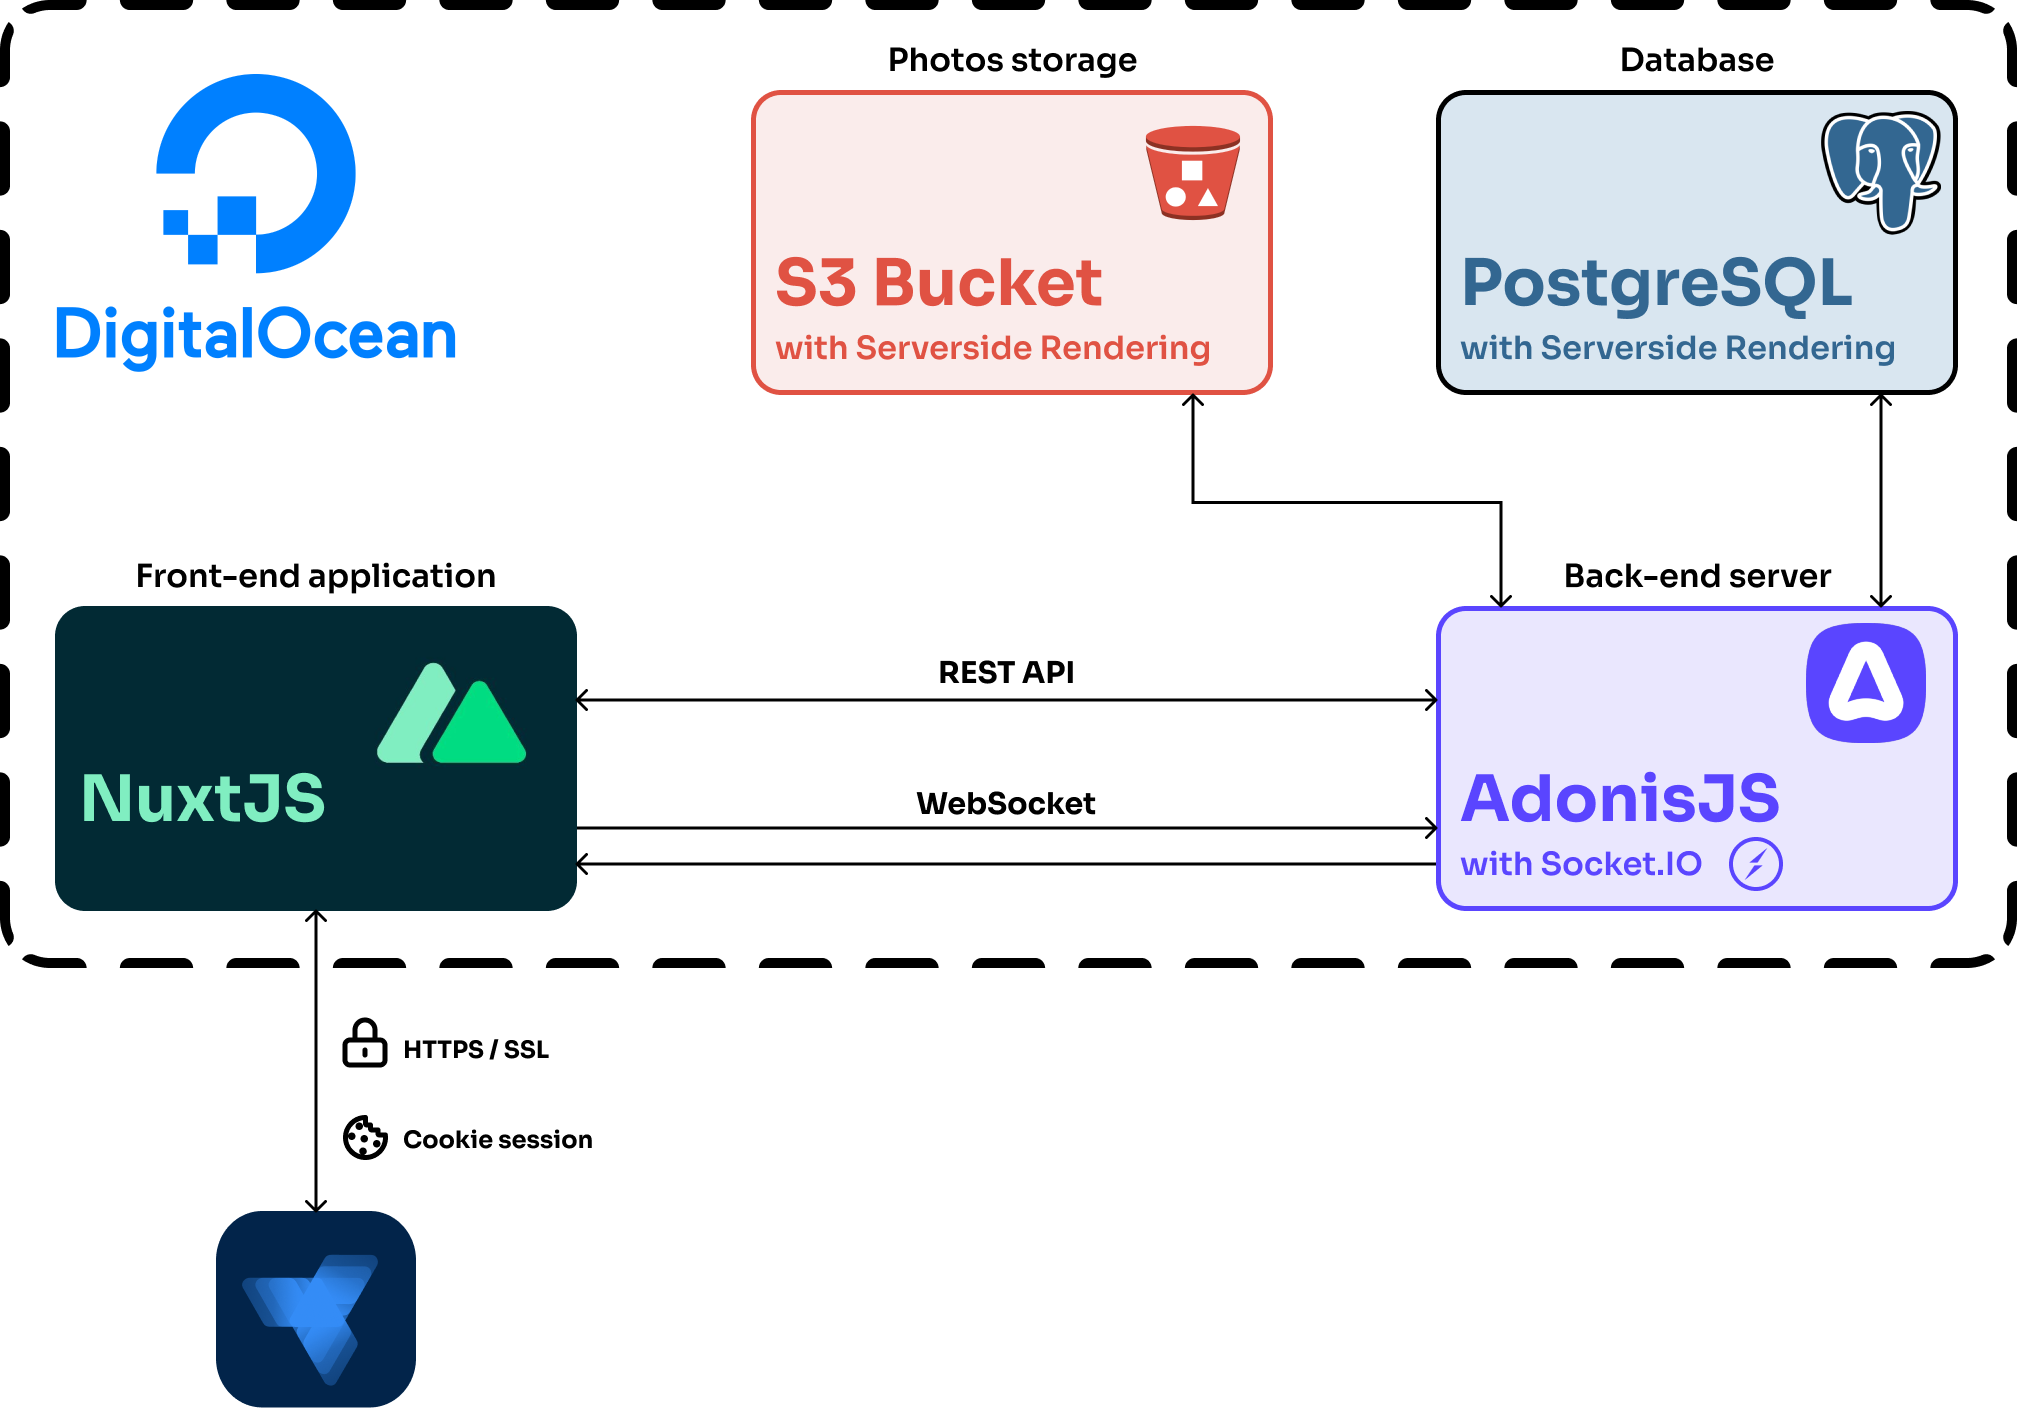 DigitalOcean
Photos storage
S3 Bucket
with Serverside Rendering
Database
PostgreSQL
with Serverside Rendering
Front-end application
NuxtJS
REST API
WebSocket
Back-end server
AdonisJS
with Socket.IO
HTTPS / SSL
Cookie session